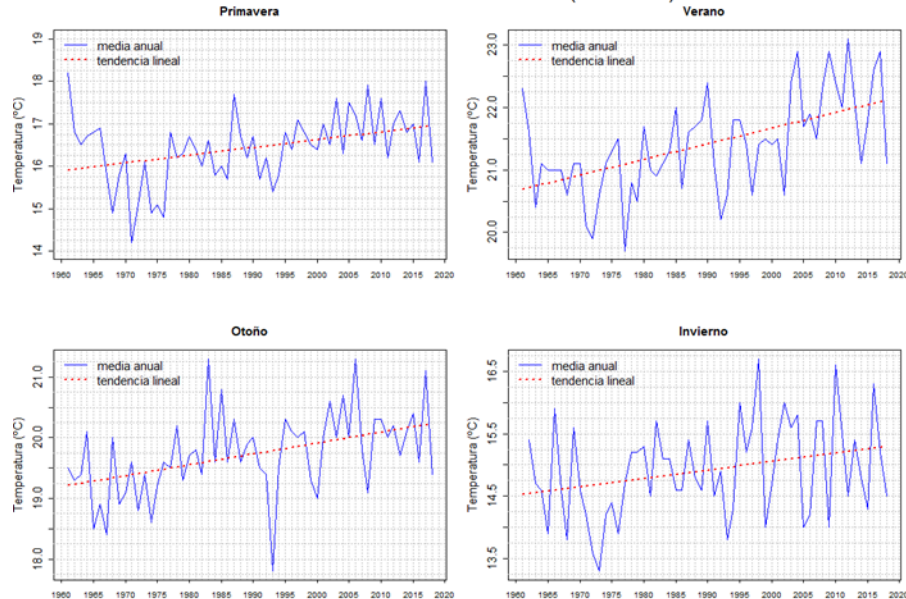 Primavera
Temperatura (ºC)
19
18
17
16
15
14
media anual
tendencia lineal
1960 1965 1970 1975 1980 1985 1990 1995 2000 2005 2010 2015 2020
Verano
Temperatura (ºC)
23.0
22.0
21.0
20.0
media anual
tendencia lineal
1960 1965 1970 1975 1980 1985 1990 1995 2000 2005 2010 2015 2020
Otoño
Temperatura (ºC)
21.0
20.0
19.0
18.0
media anual
tendencia lineal
1960 1965 1970 1975 1980 1985 1990 1995 2000 2005 2010 2015 2020
Invierno
Temperatura (ºC)
16.5
15.5
14.5
13.5
media anual
tendencia lineal
1960 1965 1970 1975 1980 1985 1990 1995 2000 2005 2010 2015 2020